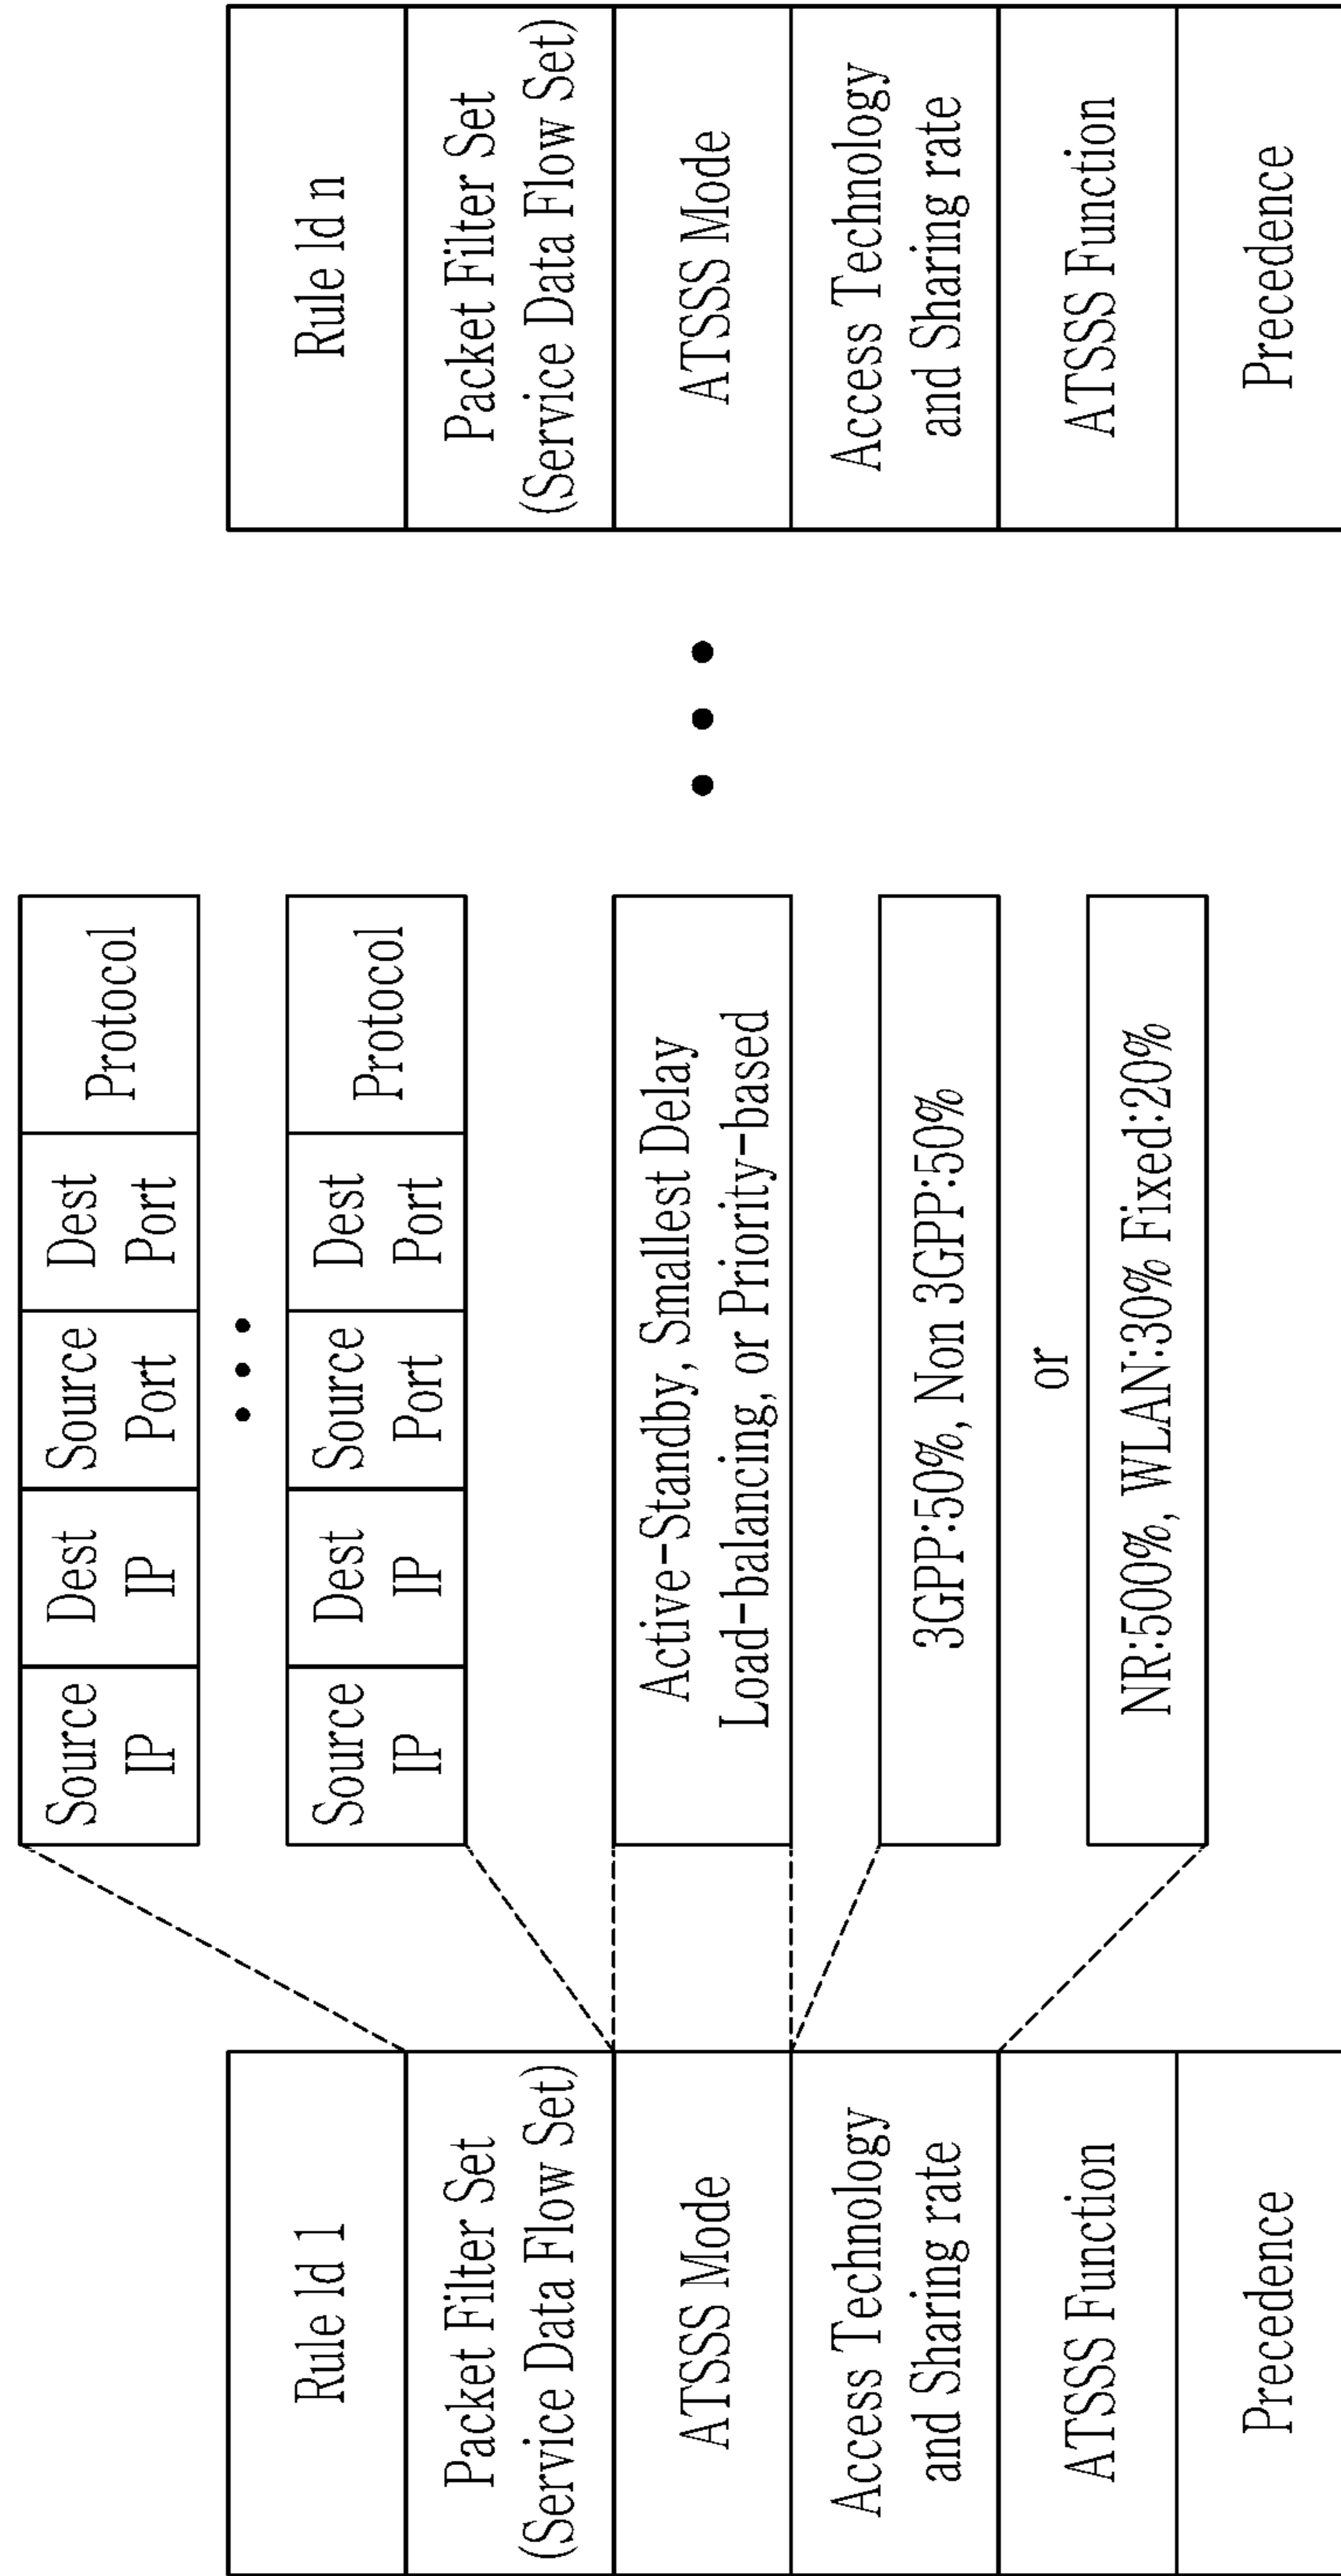 Rule Id 1
Packet Filter Set
(Service Data Flow Set)
ATSSS Mode
Access Technology
and Sharing rate
ATSSS Function
Precedence
Source
IP
Dest
IP
Source
Port
Dest
Port
Protocol
Source
IP
Dest
IP
Source
Port
Dest
Port
Protocol
Active-Standby, Smallest Delay
Load-balancing, or Priority-based
3GPP:50%, Non 3GPP:50%
or
NR:500%, WLAN:30% Fixed:20%
Rule Id n
Packet Filter Set
(Service Data Flow Set)
ATSSS Mode
Access Technology
and Sharing rate
ATSSS Function
Precedence